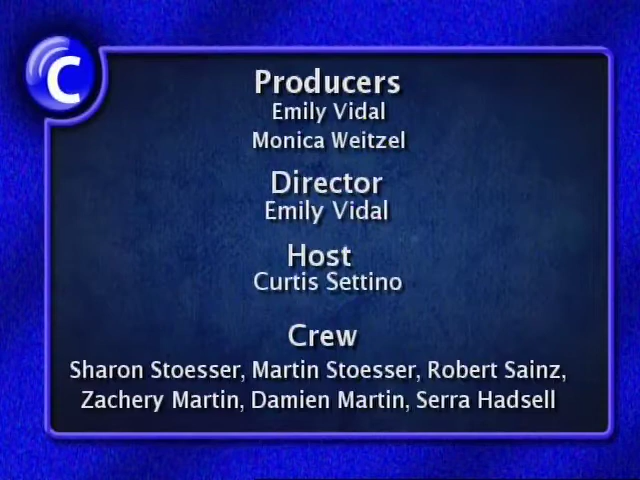 C
Producers
Emily Vidal
Monica Weitzel
Director
Emily Vidal
Host
Curtis Settino
Crew
Sharon Stoesser, Martin Stoesser, Robert Sainz,
Zachery Martin, Damien Martin, Serra Hadsell